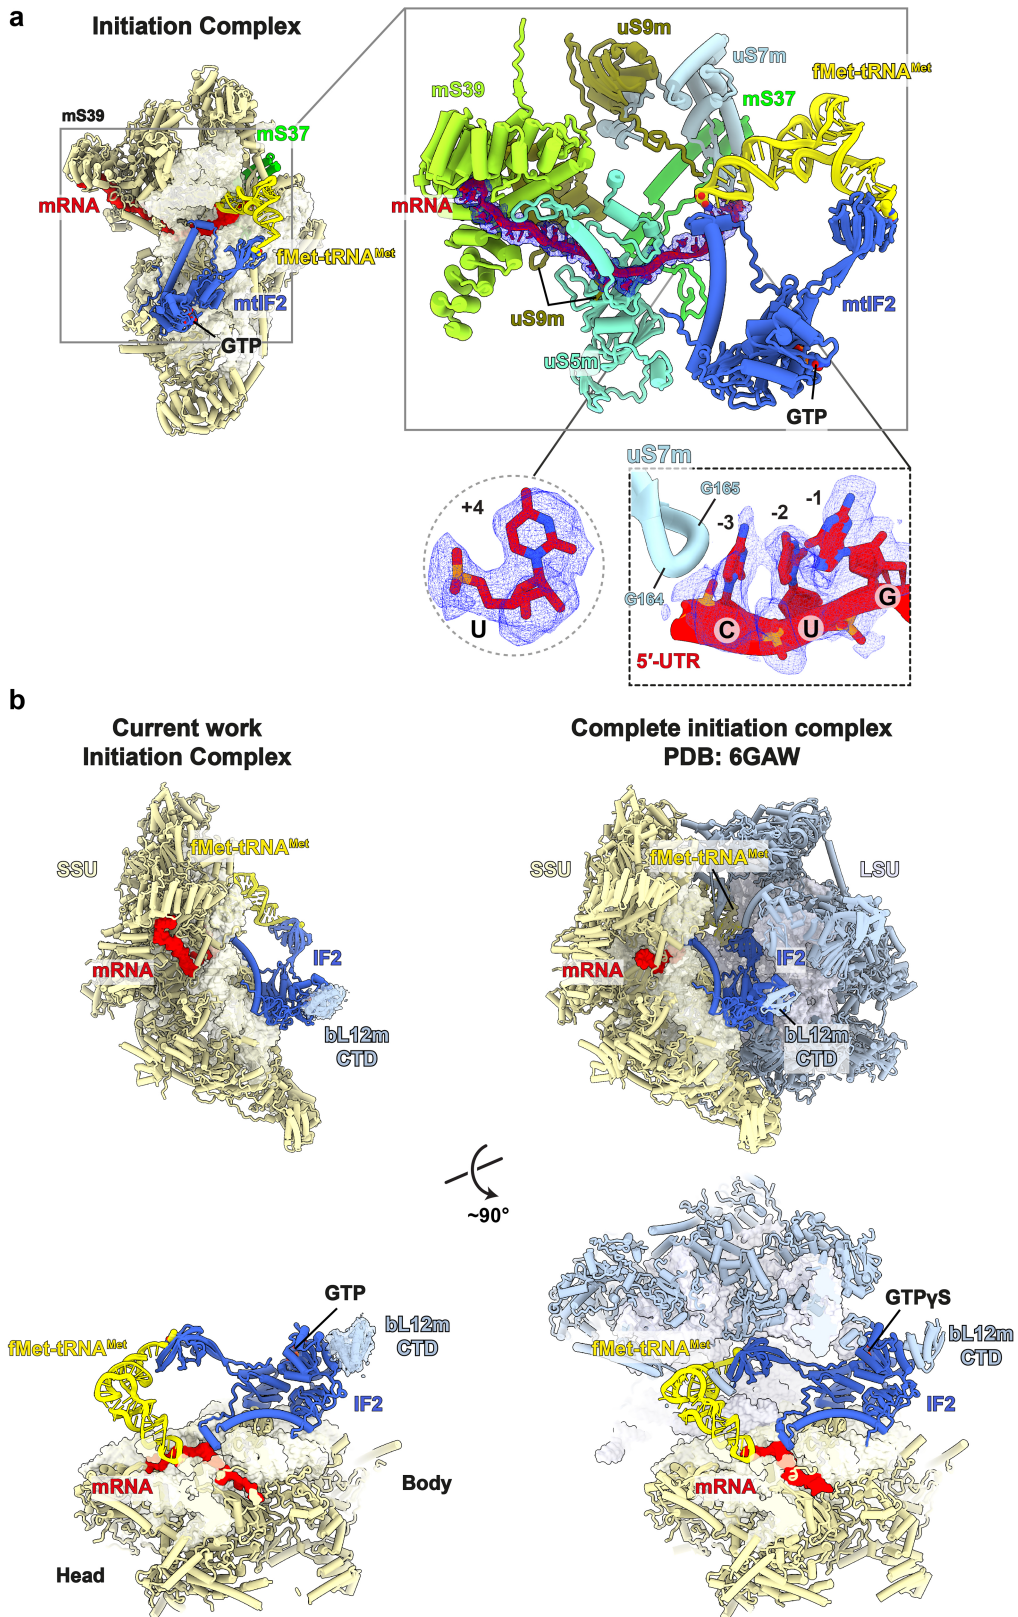 a
Initiation Complex
mS39
mS37
mRNA
fMet-tRNAMet
mtIF2
GTP
uS9m
uS7m
fMet-tRNAMet
mS39
mS37
mRNA
uS9m
mtIF2
uS5m
GTP
+4
U
uS7m
G165
-3
-2
-1
G164
C
U
G
5′-UTR
b
Current work
Initiation Complex
fMet-tRNAMet
SSU
mRNA
IF2
bL12m
CTD
Complete initiation complex
PDB: 6GAW
fMet-tRNAMet
SSU
LSU
mRNA
IF2
bL12m
CTD
~90°
GTP
bL12m
CTD
fMet-tRNAMet
IF2
mRNA
Body
Head
GTPγS
bL12m
CTD
fMet-tRNAMet
IF2
mRNA